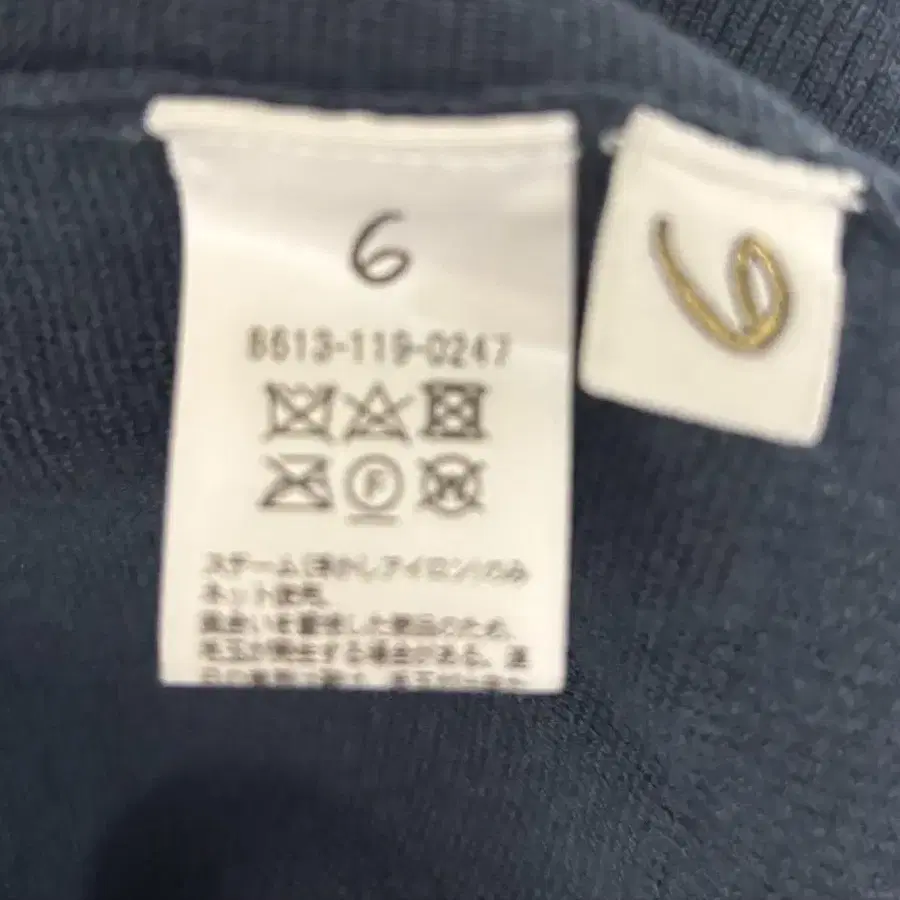 6
8613-119-0247
F W
スチーム(浮かしアイロン)のみ
ネット使用。
風合いを重視した商品のため、
毛玉が発生する場合がある。
6